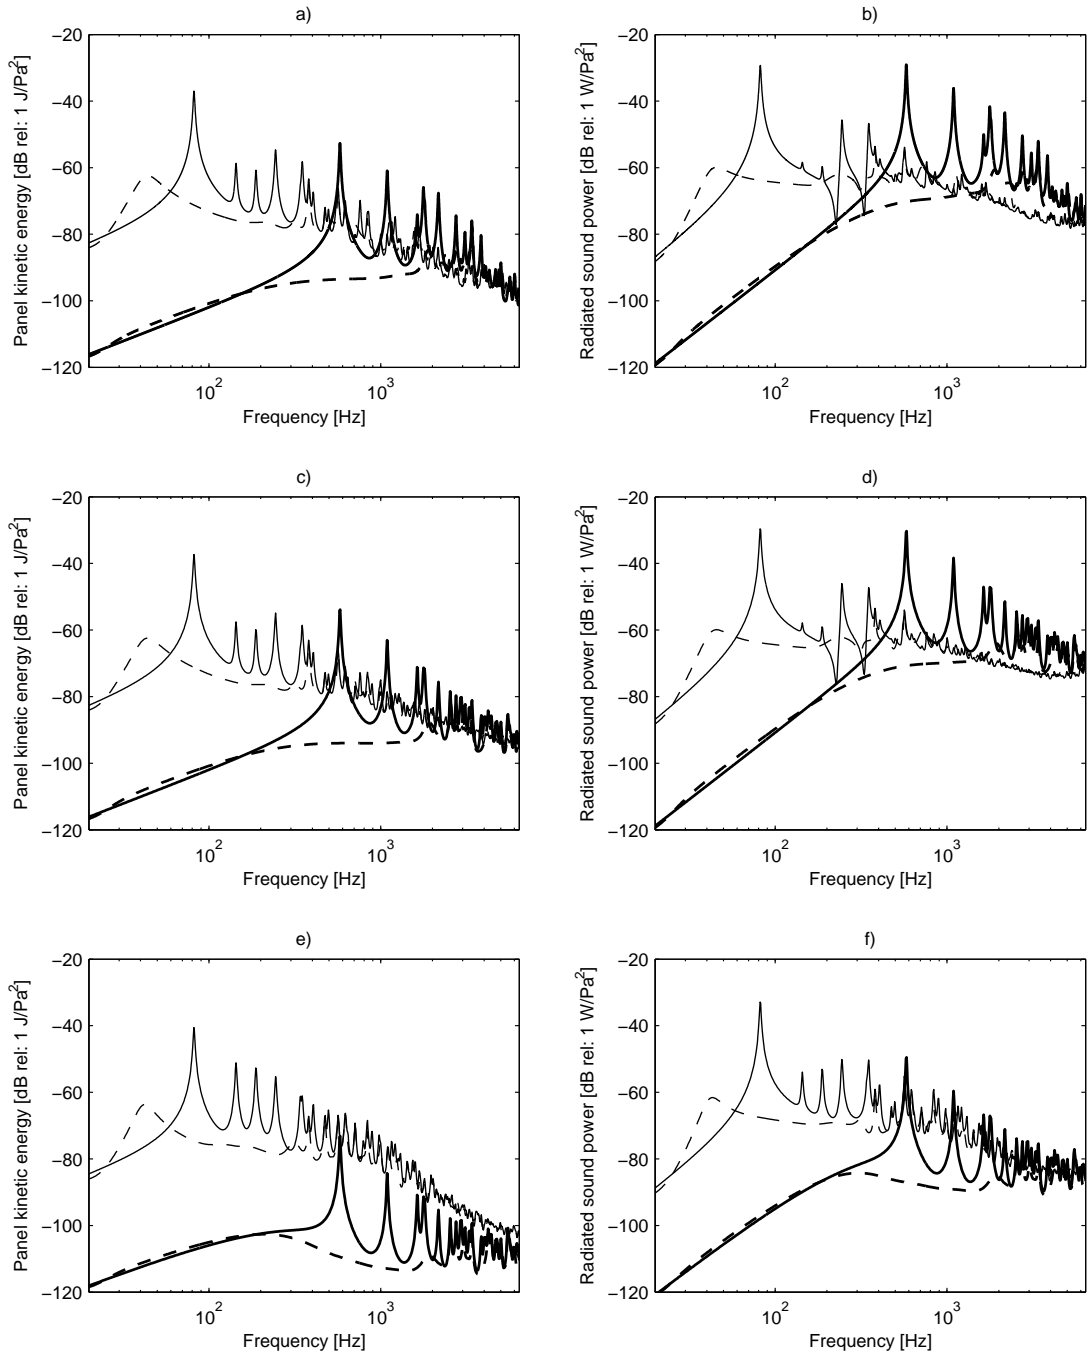 a)
−20
−40
−60
−80
−100
−120
Panel kinetic energy [dB rel: 1 J/Pa²]
10²
10³
Frequency [Hz]
b)
−20
−40
−60
−80
−100
−120
Radiated sound power [dB rel: 1 W/Pa²]
10²
10³
Frequency [Hz]
c)
−20
−40
−60
−80
−100
−120
Panel kinetic energy [dB rel: 1 J/Pa²]
10²
10³
Frequency [Hz]
d)
−20
−40
−60
−80
−100
−120
Radiated sound power [dB rel: 1 W/Pa²]
10²
10³
Frequency [Hz]
e)
−20
−40
−60
−80
−100
−120
Panel kinetic energy [dB rel: 1 J/Pa²]
10²
10³
Frequency [Hz]
f)
−20
−40
−60
−80
−100
−120
Radiated sound power [dB rel: 1 W/Pa²]
10²
10³
Frequency [Hz]